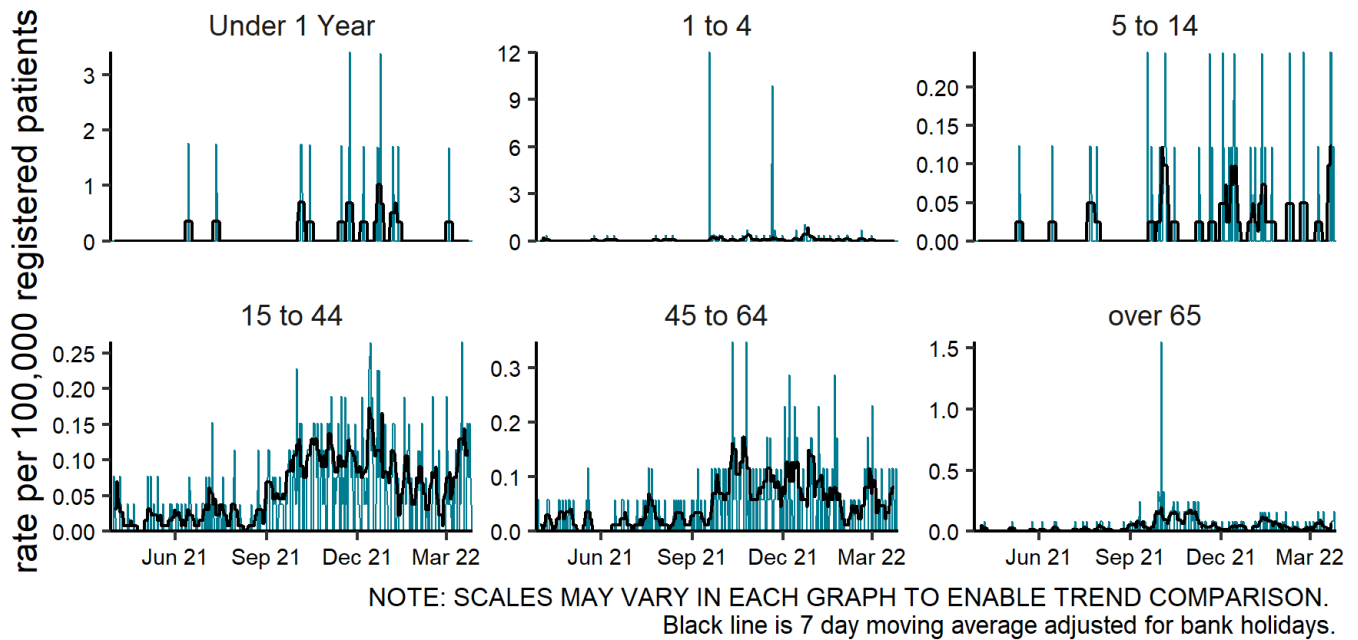 rate per 100,000 registered patients
Under 1 Year
3
2
1
0
1 to 4
12
9
6
3
0
5 to 14
0.20
0.15
0.10
0.05
0.00
15 to 44
0.25
0.20
0.15
0.10
0.05
0.00
Jun 21 Sep 21 Dec 21 Mar 22
45 to 64
0.3
0.2
0.1
0.0
Jun 21 Sep 21 Dec 21 Mar 22
over 65
1.5
1.0
0.5
0.0
Jun 21 Sep 21 Dec 21 Mar 22
NOTE: SCALES MAY VARY IN EACH GRAPH TO ENABLE TREND COMPARISON.
Black line is 7 day moving average adjusted for bank holidays.